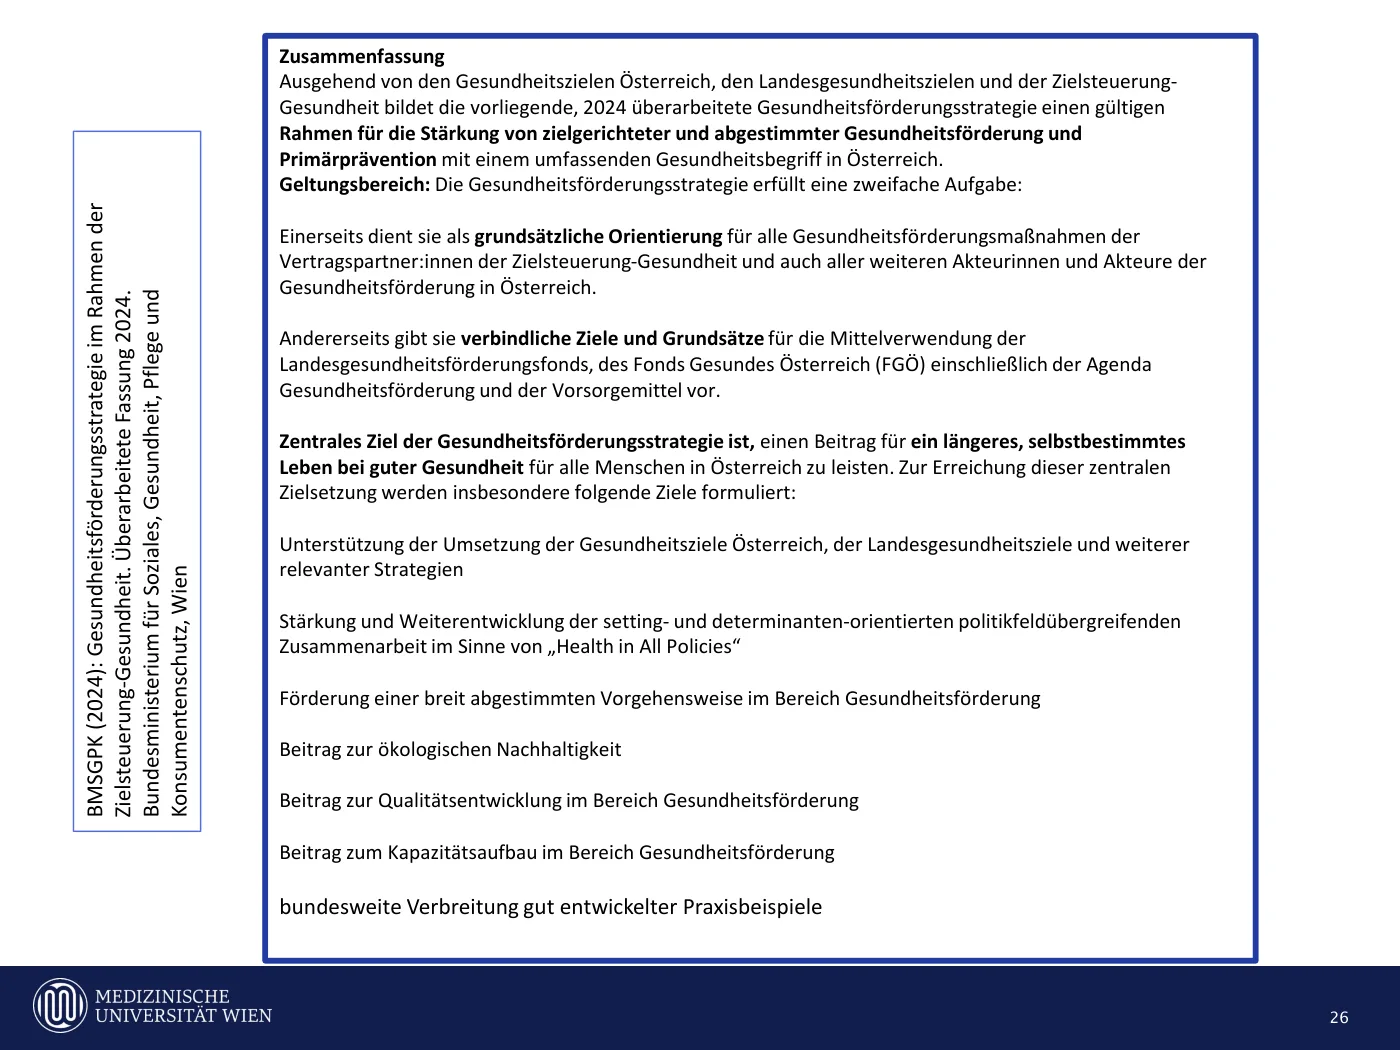 BMSGPK (2024): Gesundheitsförderungsstrategie im Rahmen der
Zielsteuerung-Gesundheit. Überarbeitete Fassung 2024.
Bundesministerium für Soziales, Gesundheit, Pflege und
Konsumentenschutz, Wien
Zusammenfassung
Ausgehend von den Gesundheitszielen Österreich, den Landesgesundheitszielen und der Zielsteuerung-
Gesundheit bildet die vorliegende, 2024 überarbeitete Gesundheitsförderungsstrategie einen gültigen
Rahmen für die Stärkung von zielgerichteter und abgestimmter Gesundheitsförderung und
Primärprävention mit einem umfassenden Gesundheitsbegriff in Österreich.
Geltungsbereich: Die Gesundheitsförderungsstrategie erfüllt eine zweifache Aufgabe:
Einerseits dient sie als grundsätzliche Orientierung für alle Gesundheitsförderungsmaßnahmen der
Vertragspartner:innen der Zielsteuerung-Gesundheit und auch aller weiteren Akteurinnen und Akteure der
Gesundheitsförderung in Österreich.
Andererseits gibt sie verbindliche Ziele und Grundsätze für die Mittelverwendung der
Landesgesundheitsförderungsfonds, des Fonds Gesundes Österreich (FGÖ) einschließlich der Agenda
Gesundheitsförderung und der Vorsorgemittel vor.
Zentrales Ziel der Gesundheitsförderungsstrategie ist, einen Beitrag für ein längeres, selbstbestimmtes
Leben bei guter Gesundheit für alle Menschen in Österreich zu leisten. Zur Erreichung dieser zentralen
Zielsetzung werden insbesondere folgende Ziele formuliert:
Unterstützung der Umsetzung der Gesundheitsziele Österreich, der Landesgesundheitsziele und weiterer
relevanter Strategien
Stärkung und Weiterentwicklung der setting- und determinanten-orientierten politikfeldübergreifenden
Zusammenarbeit im Sinne von „Health in All Policies“
Förderung einer breit abgestimmten Vorgehensweise im Bereich Gesundheitsförderung
Beitrag zur ökologischen Nachhaltigkeit
Beitrag zur Qualitätsentwicklung im Bereich Gesundheitsförderung
Beitrag zum Kapazitätsaufbau im Bereich Gesundheitsförderung
bundesweite Verbreitung gut entwickelter Praxisbeispiele
MEDIZINISCHE
UNIVERSITÄT WIEN
26